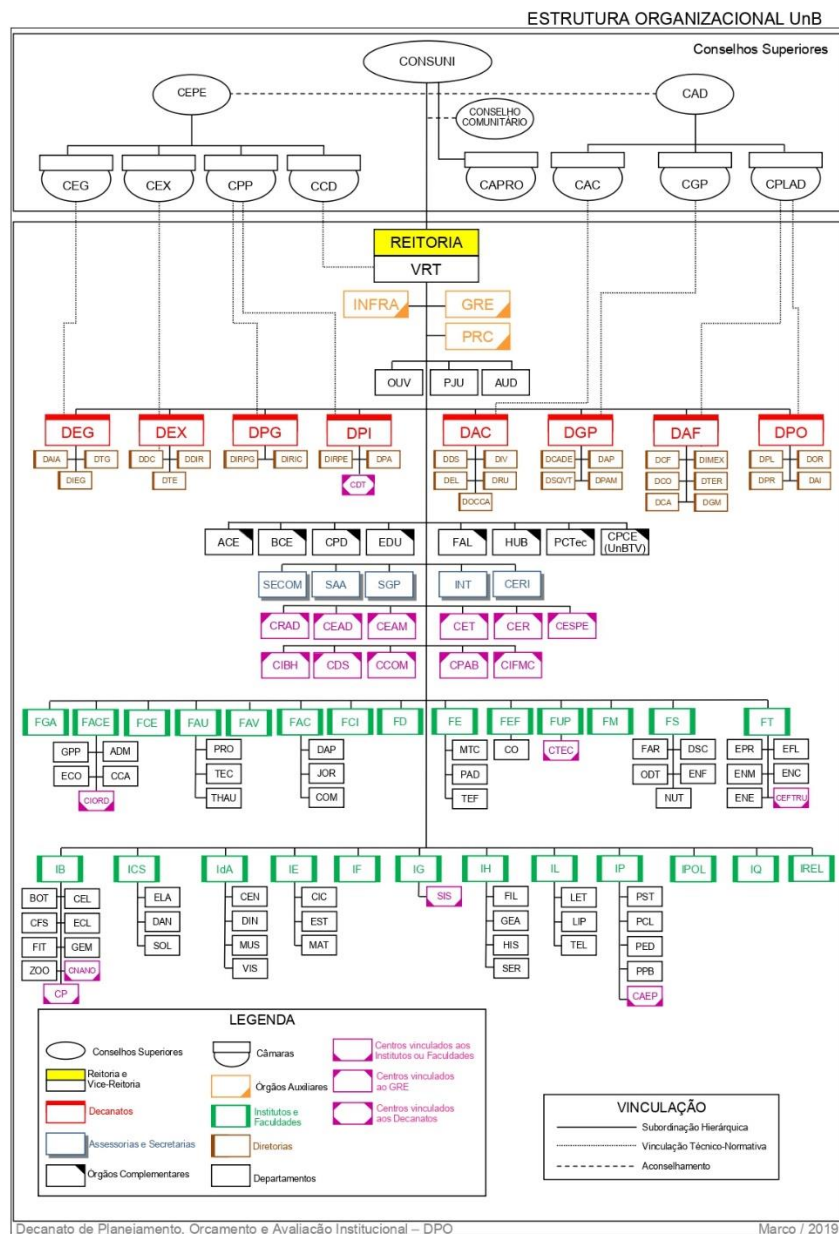 ESTRUTURA ORGANIZACIONAL UnB
Conselhos Superiores
CONSUNI
CEPE
CAD
CONSELHO
COMUNITÁRIO
CEG CEX CPP CCD CAPRO CAC CGP CPLAD
REITORIA
VRT
INFRA GRE
PRC
OUV PJU AUD
DEG DEX DPG DPI DAC DGP DAF DPO
DAIA DTG DDC DDIR DIRPG DIRIC DIRPE DPA DDS DIV DCADE DAP DCF DIMEX DPL DOR
DIEG DTE CDT DEL DRU DSQVT DPAM DCO DTER DPR DAI
DOCCA DCA DGM
ACE BCE CPD EDU FAL HUB PCTec CPCE
(UnBTV)
SECOM SAA SGP INT CERI
CRAD CEAD CEAM CET CER CESPE
CIBH CDS CCOM CPAB CIFMC
FGA FACE FCE FAU FAV FAC FCI FD FE FEF FUP FM FS FT
GPP ADM PRO DAP MTC CO CTEC FAR DSC EPR EFL
ECO CCA TEC JOR PAD ODT ENF ENM ENC
CIORD THAU COM TEF NUT ENE CEFTRU
IB ICS IdA IE IF IG IH IL IP IPOL IQ IREL
BOT CEL ELA CEN CIC SIS FIL LET PST
CFS ECL DAN DIN EST GEA LIP PCL
FIT GEM SOL MUS MAT HIS TEL PED
ZOO CNANO VIS SER PPB
CP CAEP
LEGENDA
Conselhos Superiores
Câmaras
Centros vinculados aos
Institutos ou Faculdades
Reitoria e
Vice-Reitoria
Órgãos Auxiliares
Centros vinculados
ao GRE
Decanatos
Institutos e
Faculdades
Centros vinculados
aos Decanatos
Assessorias e Secretarias
Diretorias
Órgãos Complementares
Departamentos
VINCULAÇÃO
Subordinação Hierárquica
Vinculação Técnico-Normativa
Aconselhamento
Decanato de Planejamento, Orçamento e Avaliação Institucional – DPO
Março / 2019